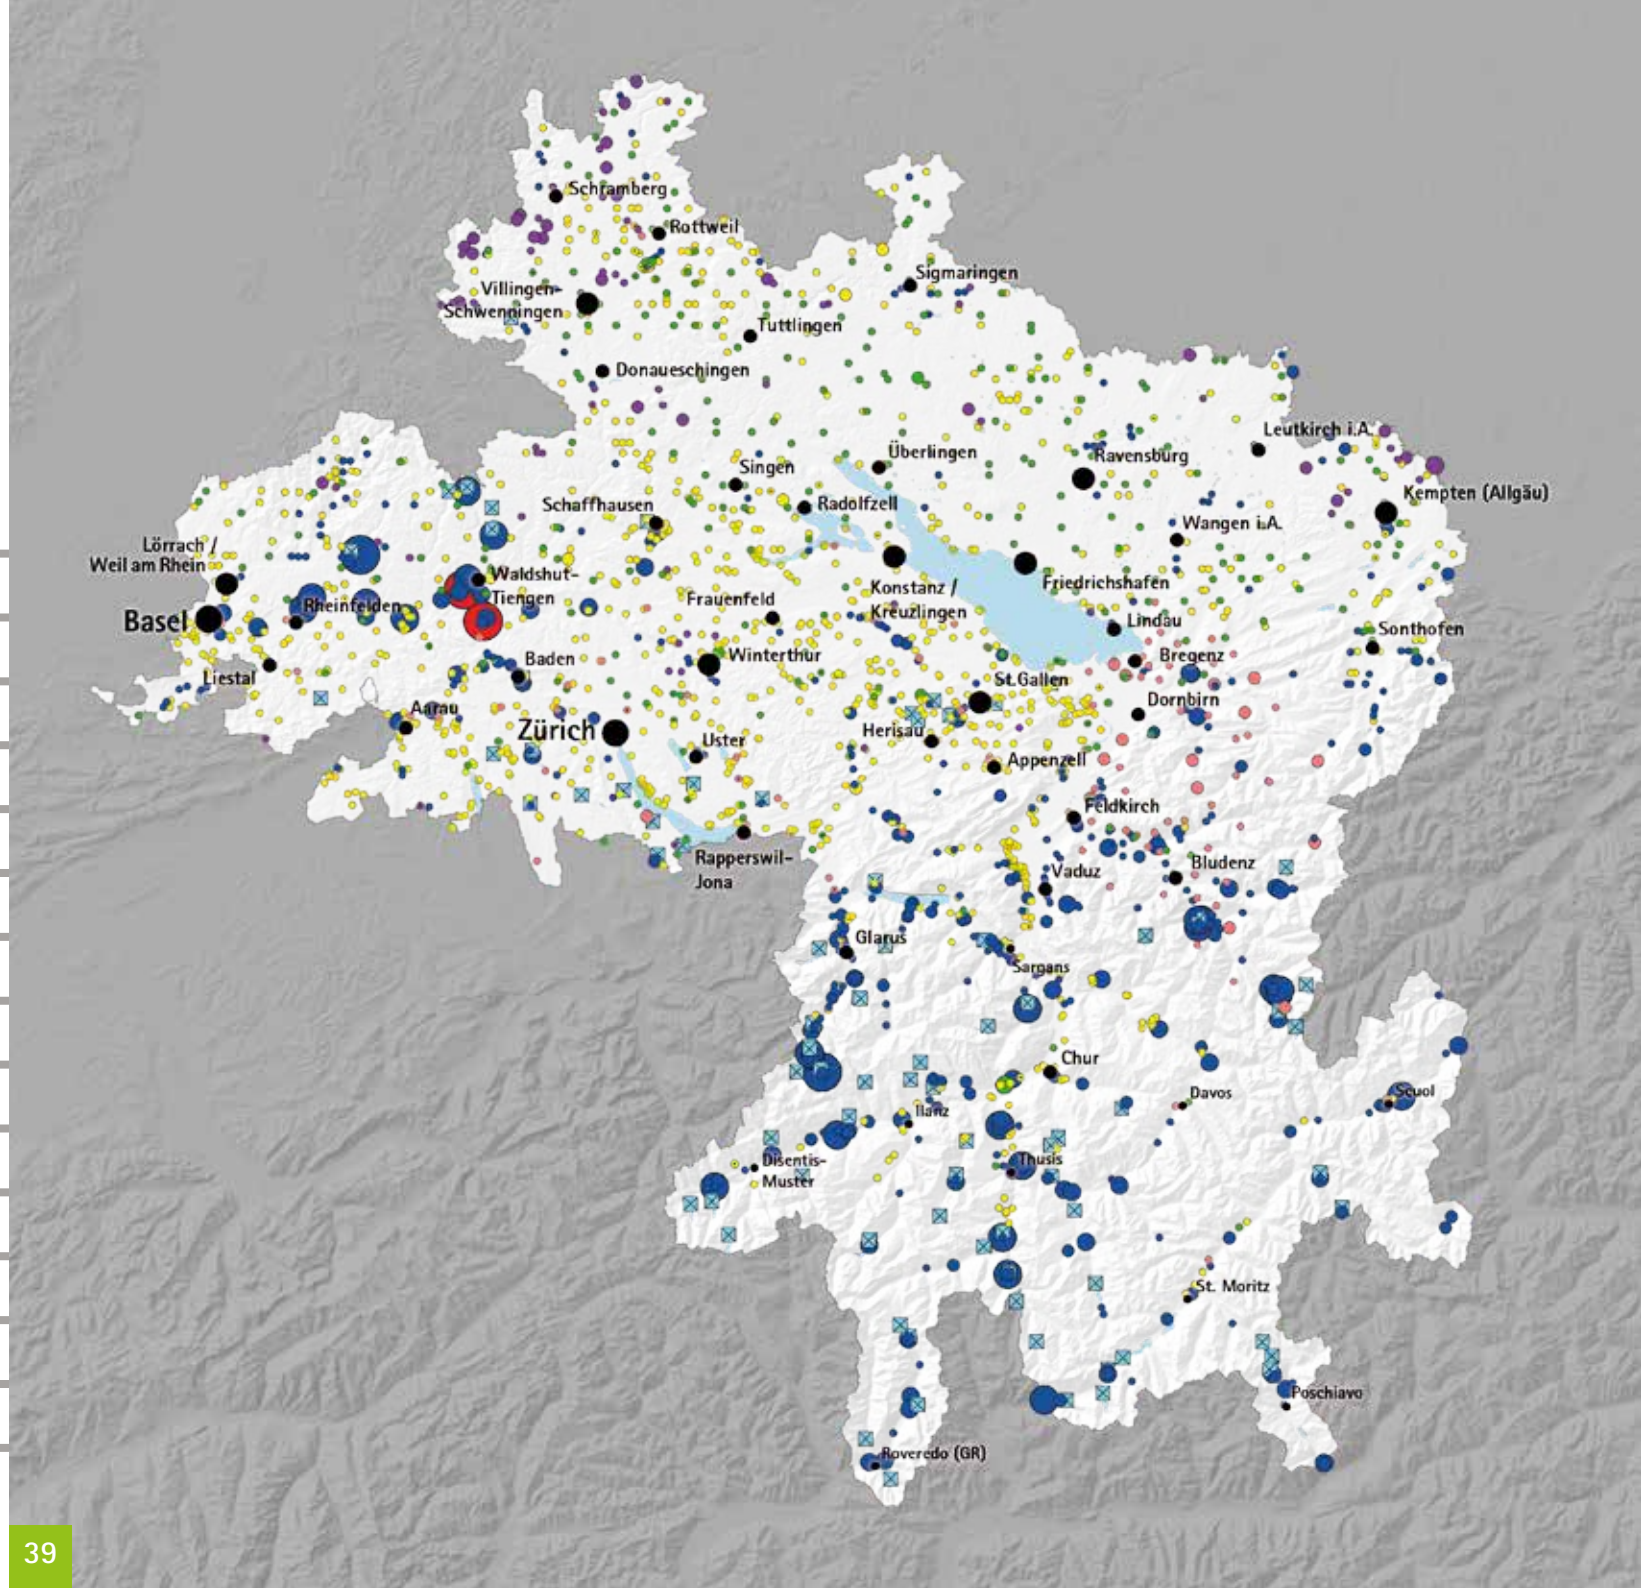 Schramberg
Rottweil
Sigmaringen
Villingen-
Schwenningen
Tuttlingen
Donaueschingen
Leutkirch i.A.
Überlingen
Ravensburg
Singen
Kempten (Allgäu)
Schaffhausen
Radolfzell
Wangen i.A.
Lörrach /
Weil am Rhein
Waldshut-
Tiengen
Konstanz /
Kreuzlingen
Friedrichshafen
Rheinfelden
Frauenfeld
Basel
Lindau
Sonthofen
Baden
Winterthur
Bregenz
Liestal
St.Gallen
Dornbirn
Aarau
Zürich
Herisau
Uster
Appenzell
Feldkirch
Rapperswil-
Jona
Vaduz
Bludenz
Glarus
Sargans
Chur
Davos
Scuol
Ilanz
Disentis-
Muster
Thusis
St. Moritz
Poschiavo
Roveredo (GR)
39